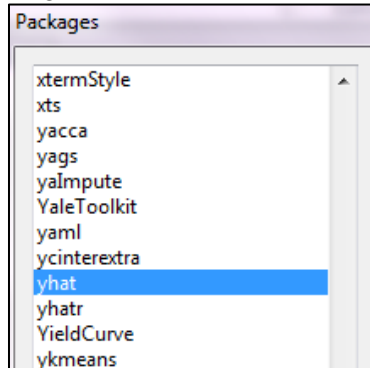 Packages
xtermStyle
xts
yacca
yags
yaImpute
YaleToolkit
yaml
ycinterextra
yhat
yhatr
YieldCurve
ykmeans